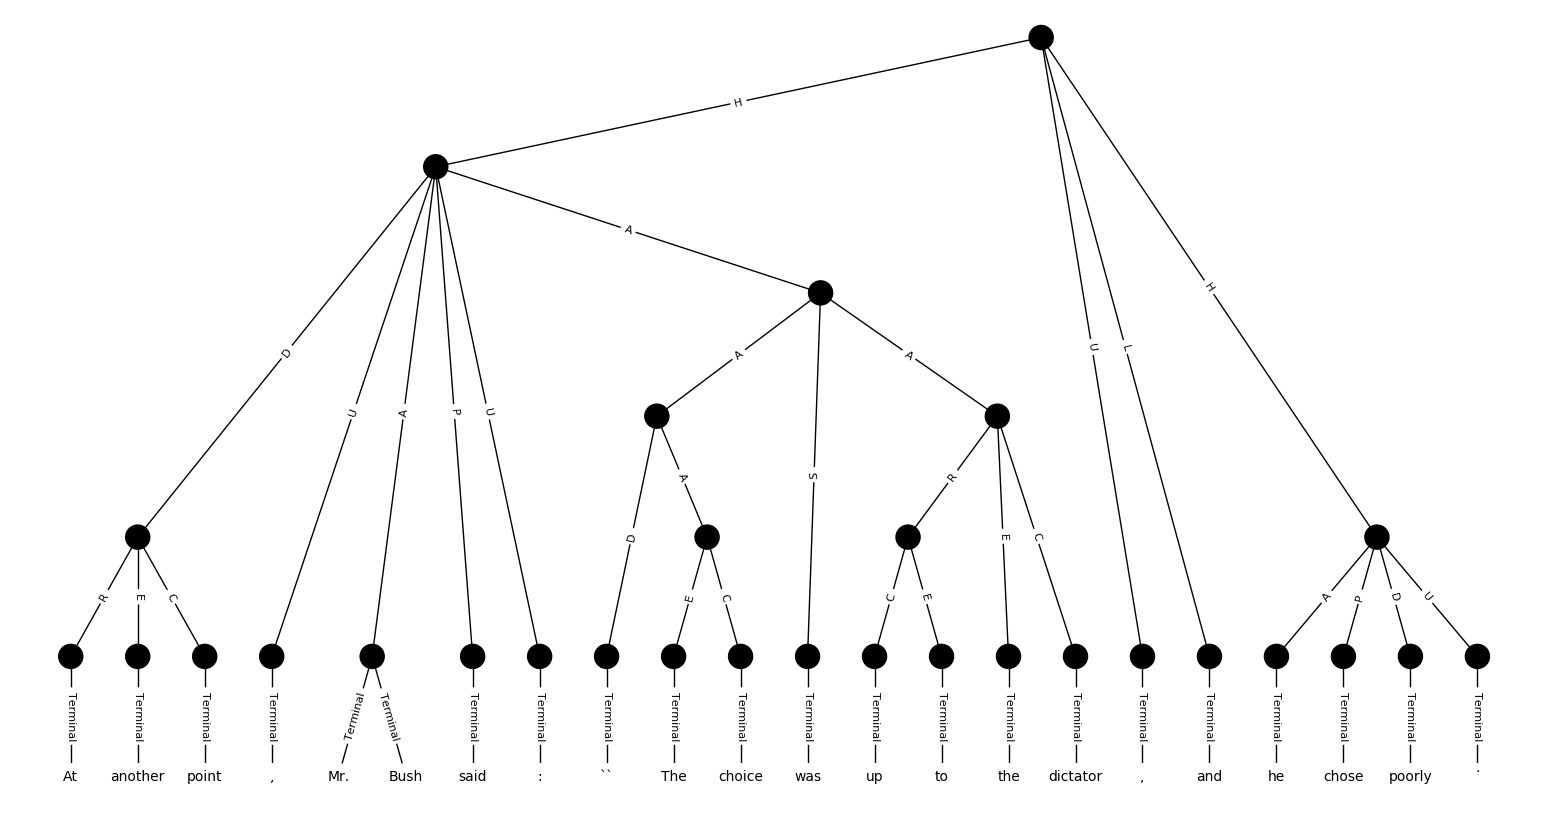 H
A
D
U
A
P
U
H
U
L
A
S
A
D
A
R
E
C
R
E
C
E
C
C
E
A
P
D
U
Terminal Terminal Terminal Terminal Terminal Terminal Terminal Terminal Terminal Terminal Terminal Terminal Terminal Terminal Terminal Terminal Terminal Terminal Terminal Terminal Terminal Terminal
At another point , Mr. Bush said : `` The choice was up to the dictator , and he chose poorly .